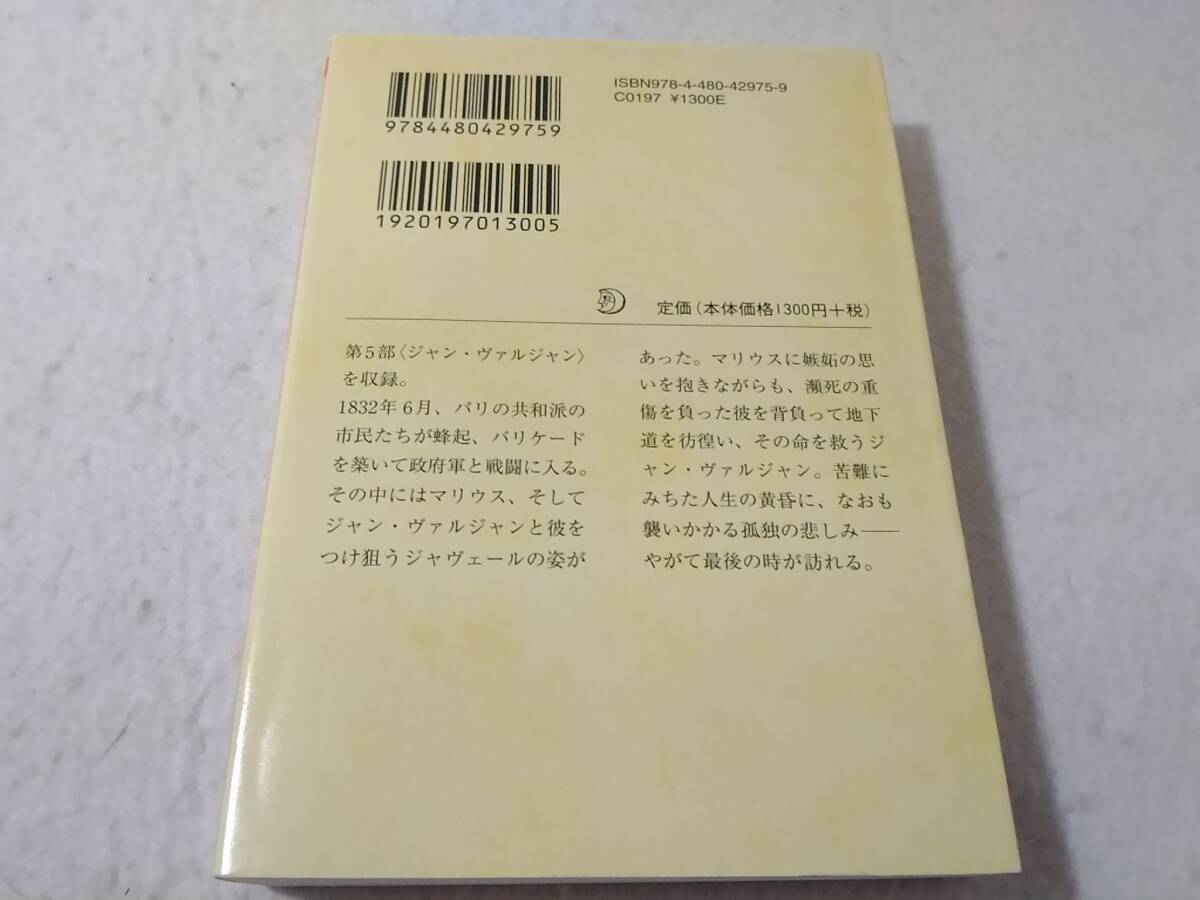 ISBN978-4-480-42975-9
C0197 ¥1300E
9784480429759
1920197013005
定価(本体価格1300円+税)
第5部〈ジャン・ヴァルジャン〉
を収録。
1832年6月、パリの共和派の
市民たちが蜂起、バリケード
を築いて政府軍と戦闘に入る。
その中にはマリウス、そして
ジャン・ヴァルジャンと彼を
つけ狙うジャヴェールの姿が
あった。マリウスに嫉妬の思
いを抱きながらも、瀕死の重
傷を負った彼を背負って地下
道を彷徨い、その命を救うジ
ャン・ヴァルジャン。苦難に
みちた人生の黄昏に、なおも
襲いかかる孤独の悲しみ――
やがて最後の時が訪れる。